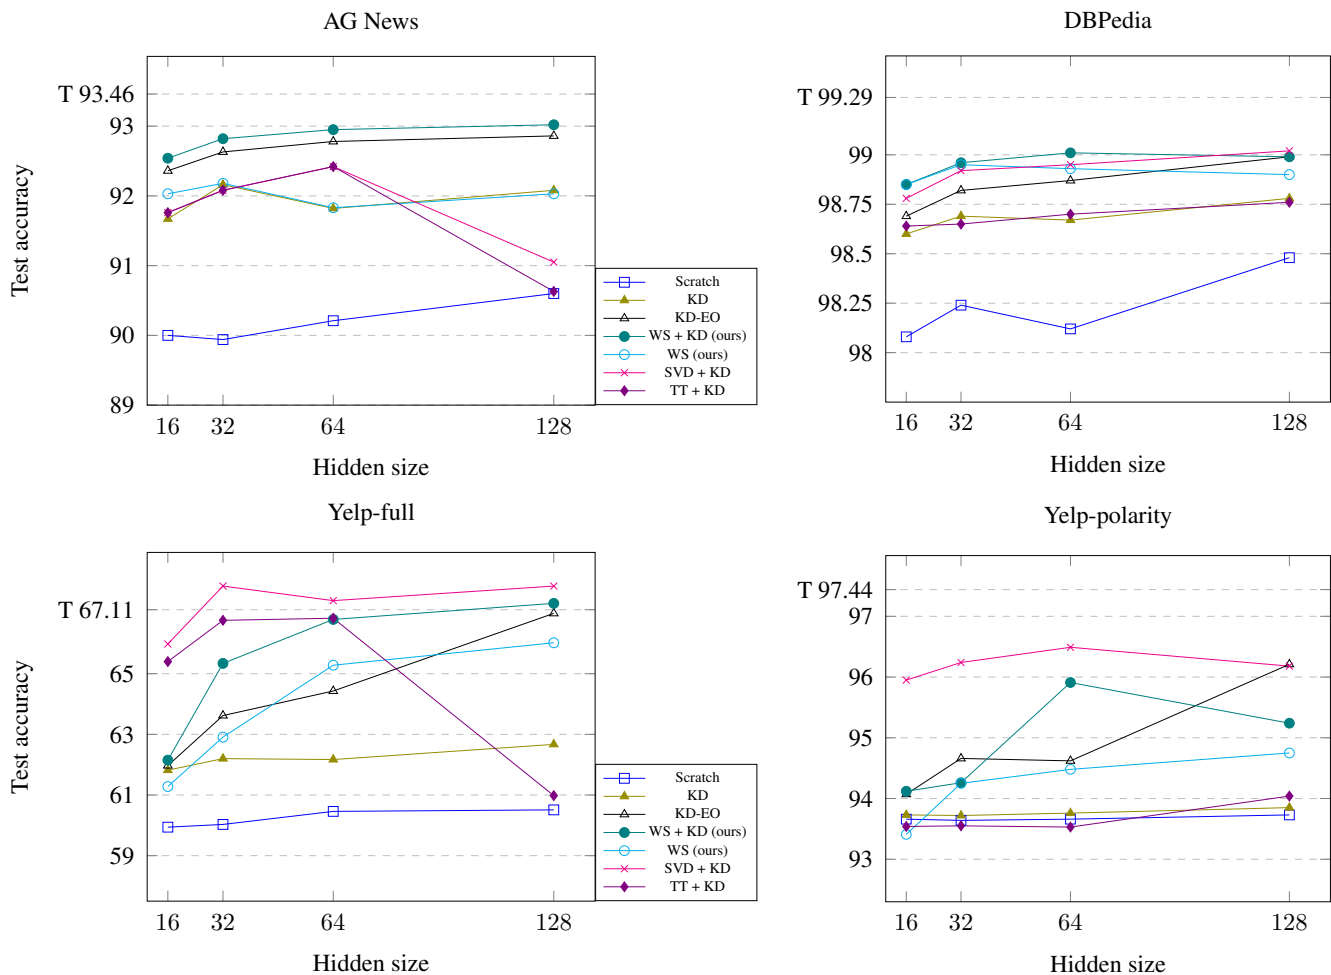 AG News
T 93.46
93
92
91
90
89
Test accuracy
16 32 64 128
Hidden size
Scratch
KD
KD-EO
WS + KD (ours)
WS (ours)
SVD + KD
TT + KD
DBPedia
T 99.29
99
98.75
98.5
98.25
98
16 32 64 128
Hidden size
Yelp-full
T 67.11
65
63
61
59
Test accuracy
16 32 64 128
Hidden size
Scratch
KD
KD-EO
WS + KD (ours)
WS (ours)
SVD + KD
TT + KD
Yelp-polarity
T 97.44
97
96
95
94
93
16 32 64 128
Hidden size